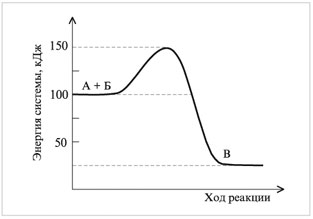 Энергия системы, кДж
150
100
50
А + Б
В
Ход реакции